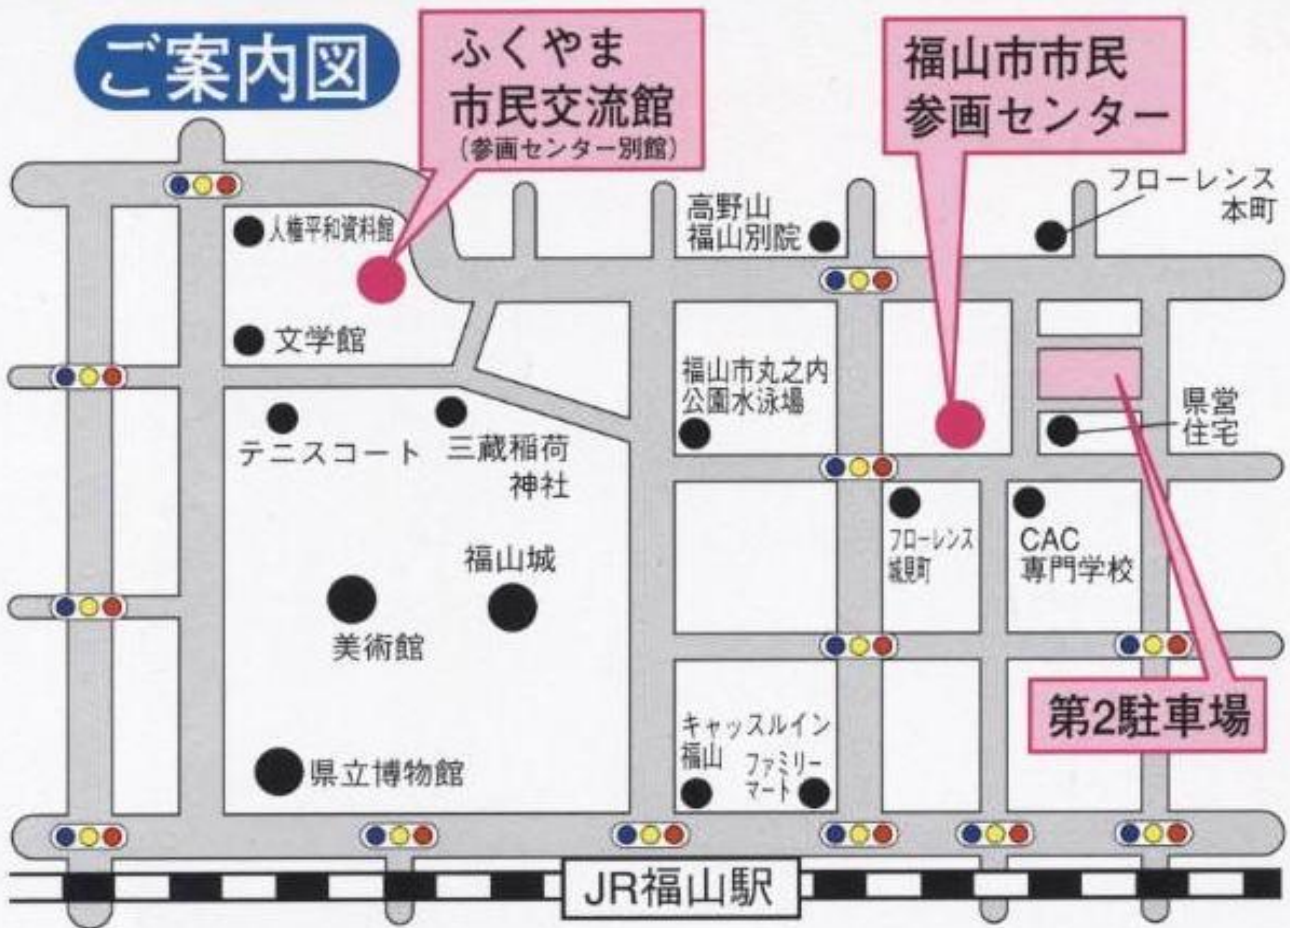 ご案内図
ふくやま
市民交流館
(参画センター別館)
福山市市民
参画センター
フローレンス
本町
高野山
福山別院
人権平和資料館
文学館
福山市丸之内
公園水泳場
県営
住宅
テニスコート
三蔵稲荷
神社
フローレンス
城見町
CAC
専門学校
福山城
美術館
第2駐車場
キャッスルイン
福山
ファミリー
マート
県立博物館
JR福山駅